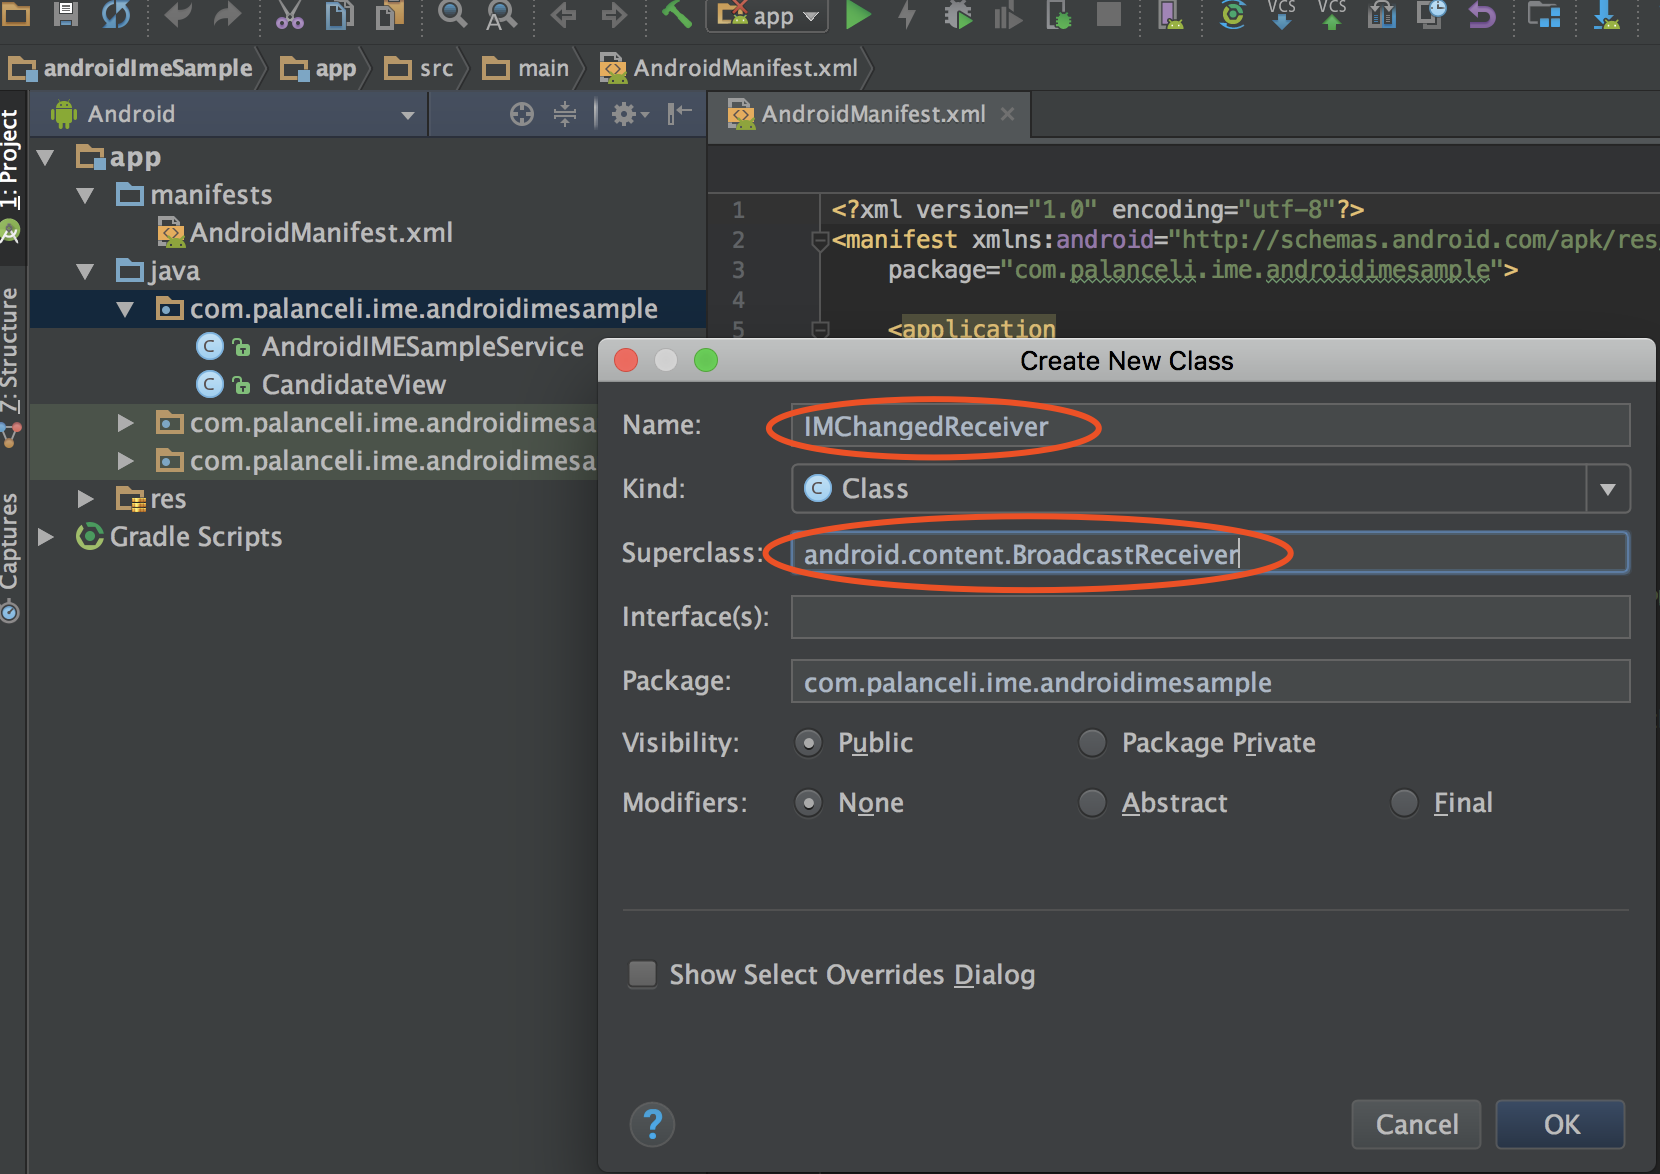 VCS
VCS
app
androidImeSample
app
src
main
AndroidManifest.xml
1: Project
7: Structure
Captures
Android
app
manifests
AndroidManifest.xml
java
com.palanceli.ime.androidimesample
AndroidIMESampleService
CandidateView
com.palanceli.ime.androidimesa
com.palanceli.ime.androidimesa
res
Gradle Scripts
AndroidManifest.xml
1 <?xml version="1.0" encoding="utf-8"?>
2 <manifest xmlns:android="http://schemas.android.com/apk/res/
3 package="com.palanceli.ime.androidimesample">
4
5 <application
Create New Class
Name: IMChangedReceiver
Kind: C Class
Superclass: android.content.BroadcastReceiver
Interface(s):
Package: com.palanceli.ime.androidimesample
Visibility: Public Package Private
Modifiers: None Abstract Final
Show Select Overrides Dialog
? Cancel OK